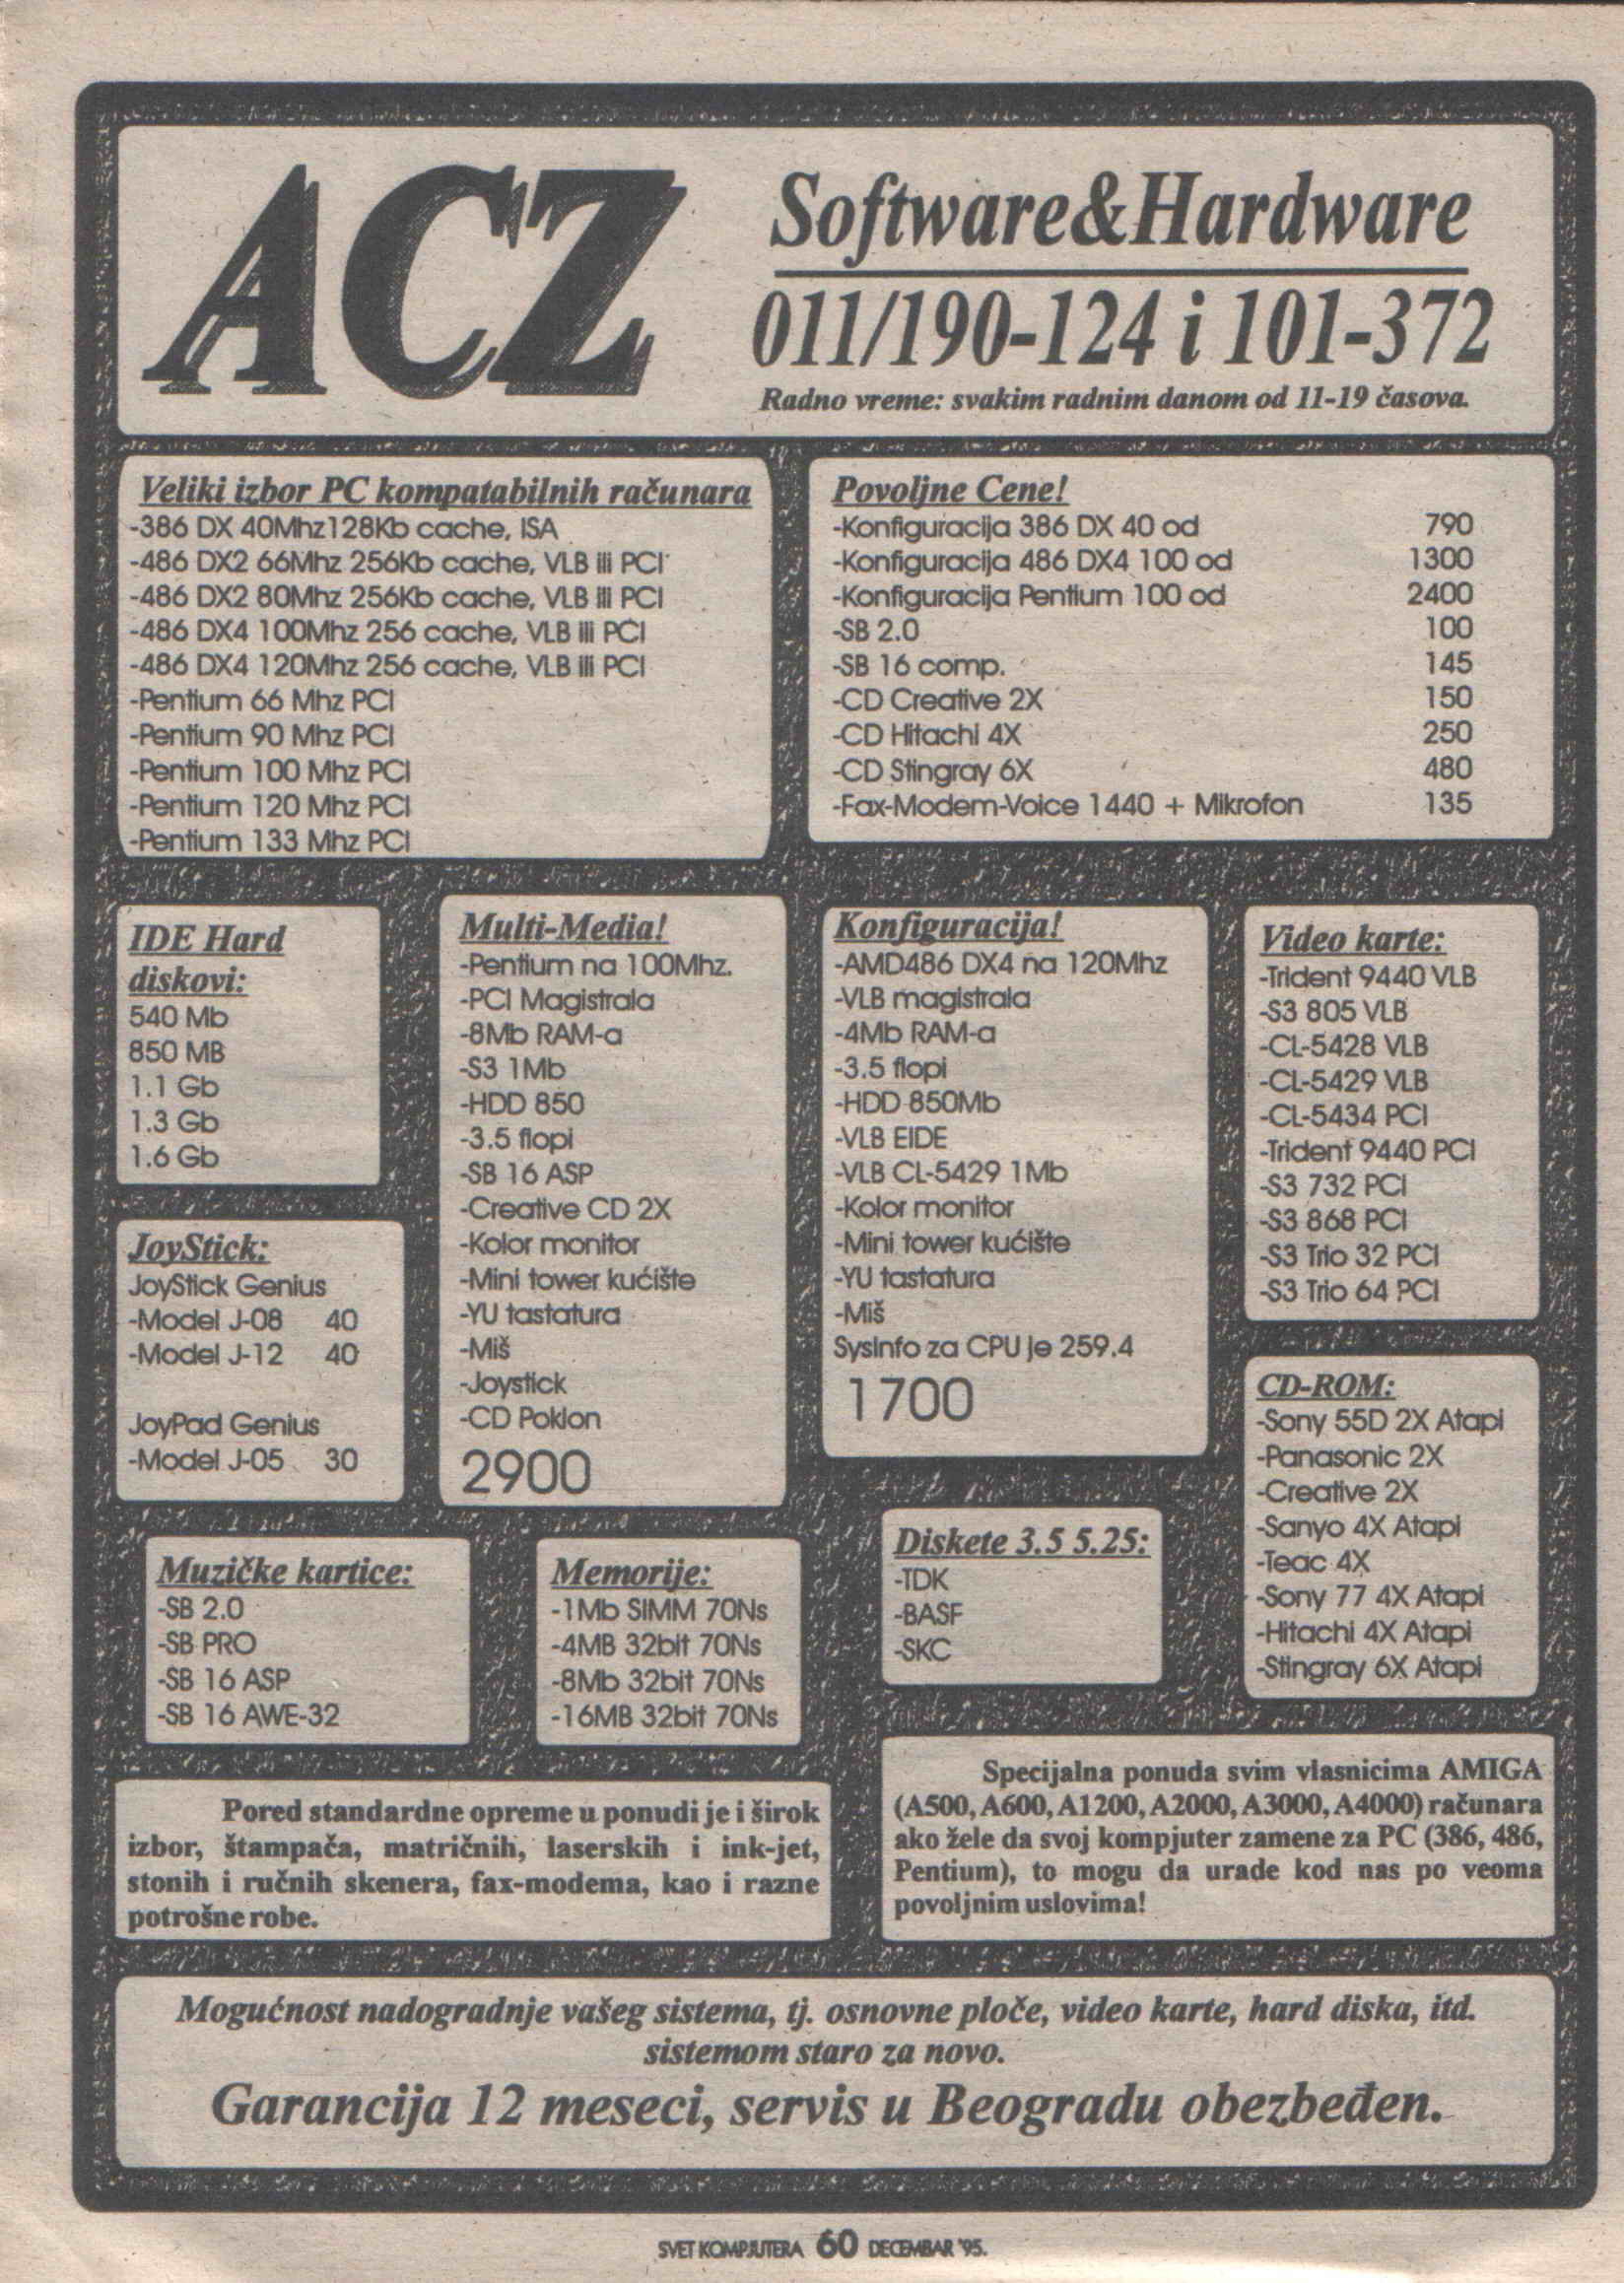 ACZ
Software&Hardware
011/190-124 i 101-372
Radno vreme: svakim radnim danom od 11-19 časova.
Veliki izbor PC kompatabilnih računara
-386 DX 40Mhz128Kb cache, ISA
-486 DX2 66Mhz 256Kb cache, VLB ili PCI
-486 DX2 80Mhz 256Kb cache, VLB ili PCI
-486 DX4 100Mhz 256 cache, VLB ili PCI
-486 DX4 120Mhz 256 cache, VLB ili PCI
-Pentium 66 Mhz PCI
-Pentium 90 Mhz PCI
-Pentium 100 Mhz PCI
-Pentium 120 Mhz PCI
-Pentium 133 Mhz PCI
Povoljne Cene!
-Konfiguracija 386 DX 40 od 790
-Konfiguracija 486 DX4 100 od 1300
-Konfiguracija Pentium 100 od 2400
-SB 2.0 100
-SB 16 comp. 145
-CD Creative 2X 150
-CD Hitachi 4X 250
-CD Stingray 6X 480
-Fax-Modem-Voice 1440 + Mikrofon 135
IDE Hard
diskovi:
540 Mb
850 MB
1.1 Gb
1.3 Gb
1.6 Gb
JoyStick:
JoyStick Genius
-Model J-08 40
-Model J-12 40
JoyPad Genius
-Model J-05 30
Multi-Media!
-Pentium na 100Mhz.
-PCI Magistrala
-8Mb RAM-a
-S3 1Mb
-HDD 850
-3.5 flopi
-SB 16 ASP
-Creative CD 2X
-Kolor monitor
-Mini tower kućište
-YU tastatura
-Miš
-Joystick
-CD Poklon
2900
Konfiguracija!
-AMD486 DX4 na 120Mhz
-VLB magistrala
-4Mb RAM-a
-3.5 flopi
-HDD 850Mb
-VLB EIDE
-VLB CL-5429 1Mb
-Kolor monitor
-Mini tower kućište
-YU tastatura
-Miš
SysInfo za CPU je 259.4
1700
Video karte:
-Trident 9440 VLB
-S3 805 VLB
-CL-5428 VLB
-CL-5429 VLB
-CL-5434 PCI
-Trident 9440 PCI
-S3 732 PCI
-S3 868 PCI
-S3 Trio 32 PCI
-S3 Trio 64 PCI
CD-ROM:
-Sony 55D 2X Atapi
-Panasonic 2X
-Creative 2X
-Sanyo 4X Atapi
-Teac 4X
-Sony 77 4X Atapi
-Hitachi 4X Atapi
-Stingray 6X Atapi
Muzičke kartice:
-SB 2.0
-SB PRO
-SB 16 ASP
-SB 16 AWE-32
Memorije:
-1Mb SIMM 70Ns
-4MB 32bit 70Ns
-8Mb 32bit 70Ns
-16MB 32bit 70Ns
Diskete 3.5 5.25:
-TDK
-BASF
-SKC
Pored standardne opreme u ponudi je i širok
izbor, štampača, matričnih, laserskih i ink-jet,
stonih i ručnih skenera, fax-modema, kao i razne
potrošne robe.
Specijalna ponuda svim vlasnicima AMIGA
(A500, A600, A1200, A2000, A3000, A4000) računara
ako žele da svoj kompjuter zamene za PC (386, 486,
Pentium), to mogu da urade kod nas po veoma
povoljnim uslovima!
Mogućnost nadogradnje vašeg sistema, tj. osnovne ploče, video karte, hard diska, itd.
sistemom staro za novo.
Garancija 12 meseci, servis u Beogradu obezbeđen.
SVET KOMPJUTERA 60 DECEMBAR '95.